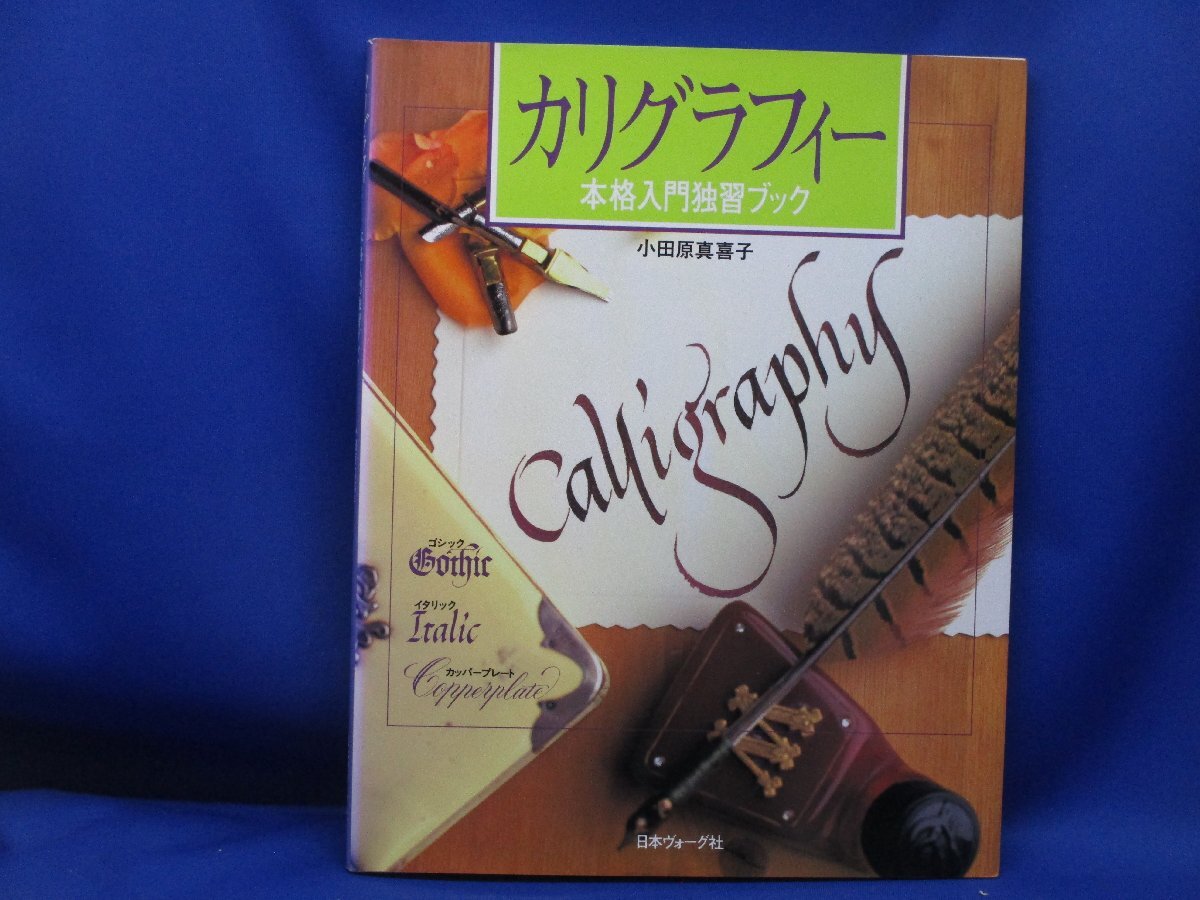 カリグラフィー
本格入門独習ブック
小田原真喜子
Calligraphy
ゴシック
Gothic
イタリック
Italic
カッパープレート
Copperplate
日本ヴォーグ社